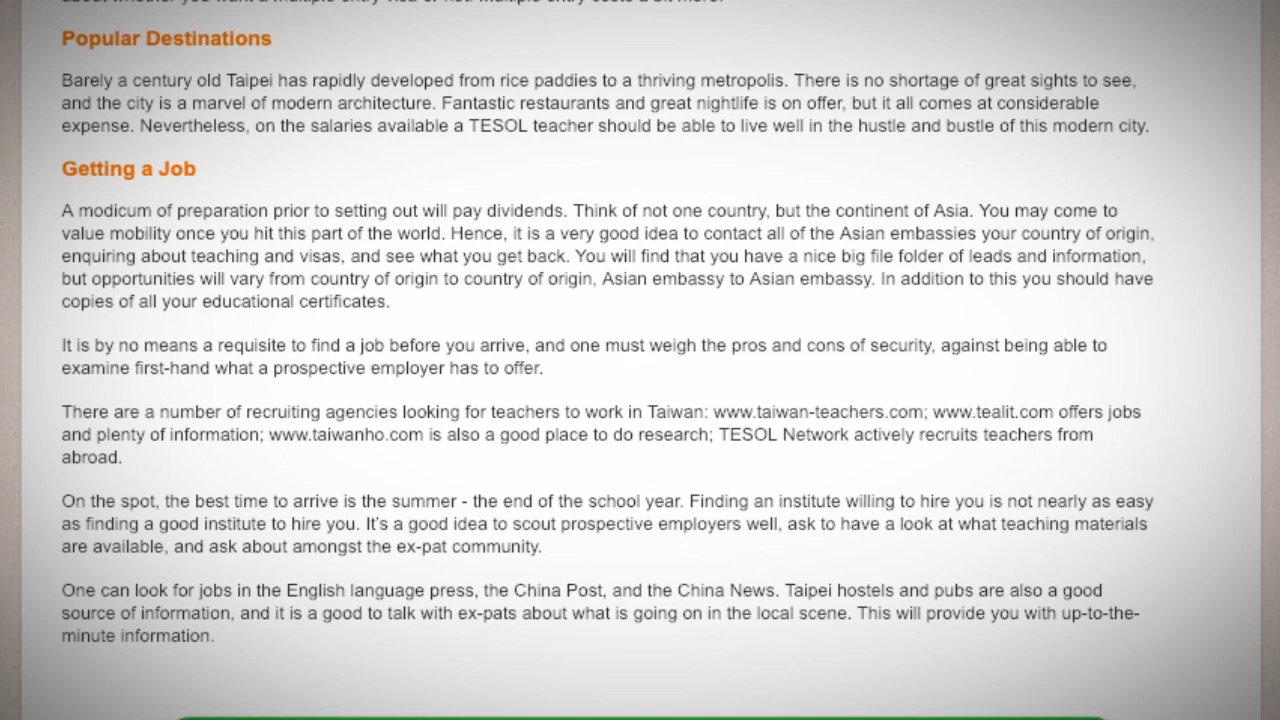 Popular Destinations
Barely a century old Taipei has rapidly developed from rice paddies to a thriving metropolis. There is no shortage of great sights to see,
and the city is a marvel of modern architecture. Fantastic restaurants and great nightlife is on offer, but it all comes at considerable
expense. Nevertheless, on the salaries available a TESOL teacher should be able to live well in the hustle and bustle of this modern city.
Getting a Job
A modicum of preparation prior to setting out will pay dividends. Think of not one country, but the continent of Asia. You may come to
value mobility once you hit this part of the world. Hence, it is a very good idea to contact all of the Asian embassies your country of origin,
enquiring about teaching and visas, and see what you get back. You will find that you have a nice big file folder of leads and information,
but opportunities will vary from country of origin to country of origin, Asian embassy to Asian embassy. In addition to this you should have
copies of all your educational certificates.
It is by no means a requisite to find a job before you arrive, and one must weigh the pros and cons of security, against being able to
examine first-hand what a prospective employer has to offer.
There are a number of recruiting agencies looking for teachers to work in Taiwan: www.taiwan-teachers.com; www.tealit.com offers jobs
and plenty of information; www.taiwanho.com is also a good place to do research; TESOL Network actively recruits teachers from
abroad.
On the spot, the best time to arrive is the summer - the end of the school year. Finding an institute willing to hire you is not nearly as easy
as finding a good institute to hire you. It's a good idea to scout prospective employers well, ask to have a look at what teaching materials
are available, and ask about amongst the ex-pat community.
One can look for jobs in the English language press, the China Post, and the China News. Taipei hostels and pubs are also a good
source of information, and it is a good to talk with ex-pats about what is going on in the local scene. This will provide you with up-to-the-
minute information.